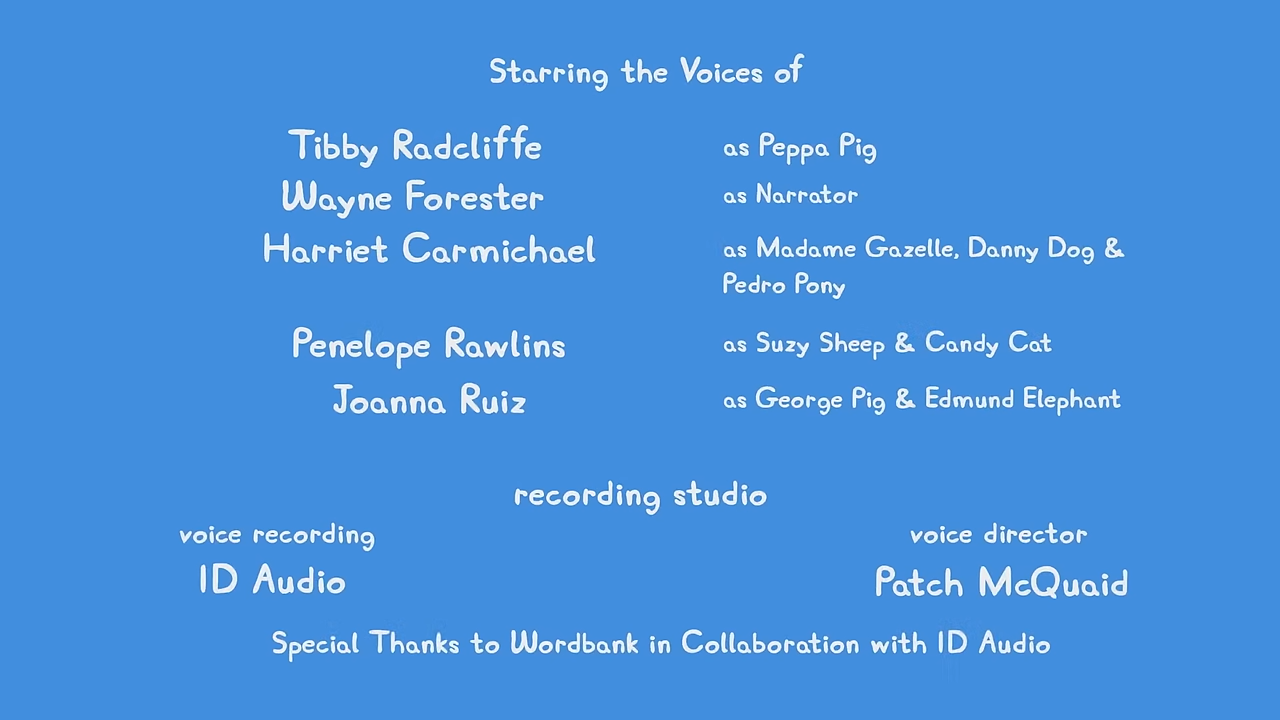 Starring the Voices of
Tibby Radcliffe as Peppa Pig
Wayne Forester as Narrator
Harriet Carmichael as Madame Gazelle, Danny Dog &
Pedro Pony
Penelope Rawlins as Suzy Sheep & Candy Cat
Joanna Ruiz as George Pig & Edmund Elephant
recording studio
voice recording voice director
ID Audio Patch McQuaid
Special Thanks to Wordbank in Collaboration with ID Audio